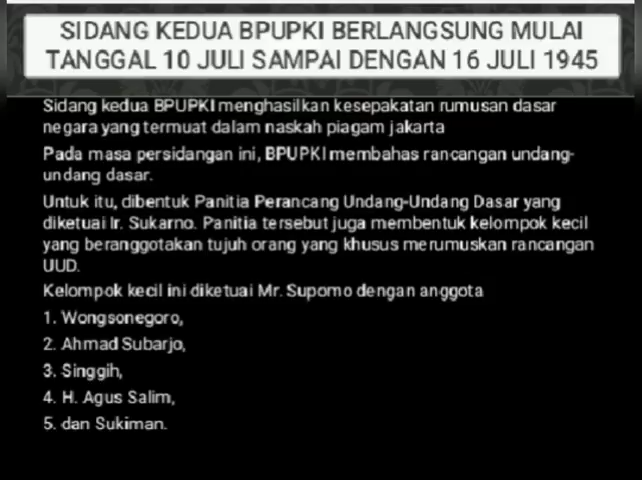 SIDANG KEDUA BPUPKI BERLANGSUNG MULAI
TANGGAL 10 JULI SAMPAI DENGAN 16 JULI 1945
Sidang kedua BPUPKI menghasilkan kesepakatan rumusan dasar
negara yang termuat dalam naskah piagam jakarta
Pada masa persidangan ini, BPUPKI membahas rancangan undang-
undang dasar.
Untuk itu, dibentuk Panitia Perancang Undang-Undang Dasar yang
diketuai Ir. Sukarno. Panitia tersebut juga membentuk kelompok kecil
yang beranggotakan tujuh orang yang khusus merumuskan rancangan
UUD.
Kelompok kecil ini diketuai Mr. Supomo dengan anggota
1. Wongsonegoro,
2. Ahmad Subarjo,
3. Singgih,
4. H. Agus Salim,
5. dan Sukiman.